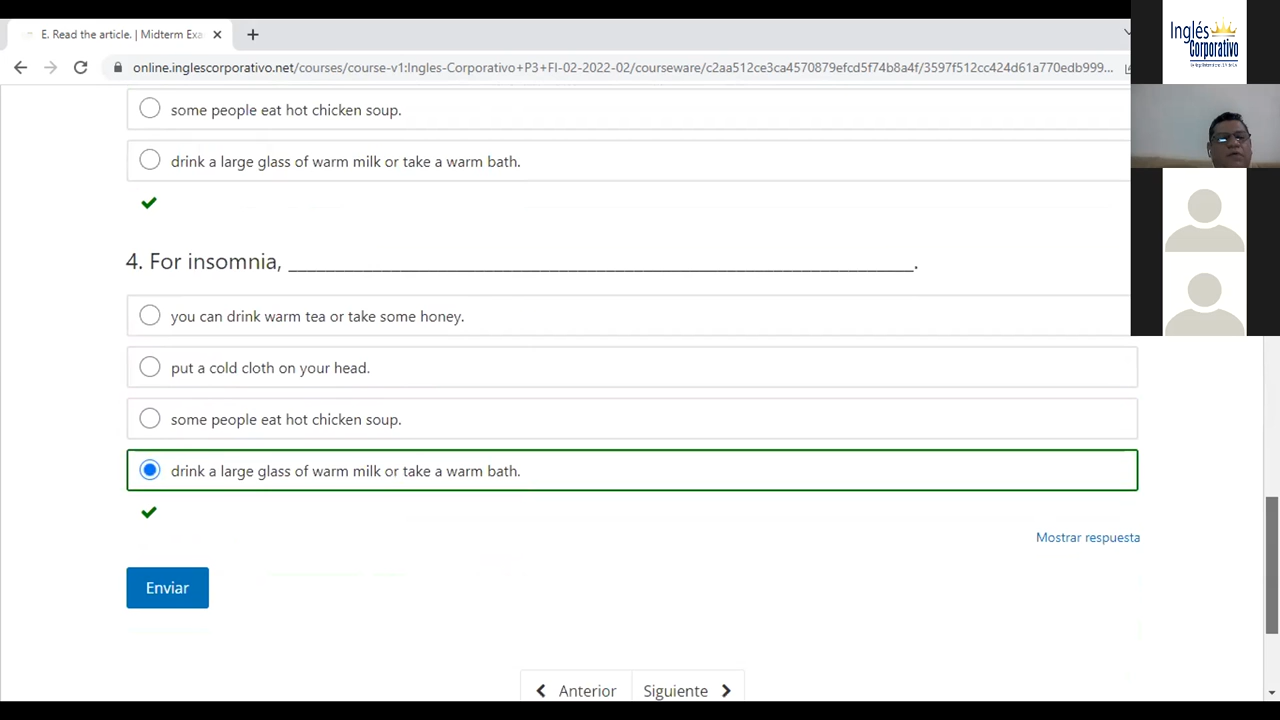 E. Read the article. | Midterm Exa
online.inglescorporativo.net/courses/course-v1:Ingles-Corporativo+P3+FI-02-2022-02/courseware/c2aa512ce3ca4570879efcd5f74b8a4f/3597f512cc424d61a770edb999...
Inglés
Corporativo
some people eat hot chicken soup.
drink a large glass of warm milk or take a warm bath.
4. For insomnia, ______________________________________________________.
you can drink warm tea or take some honey.
put a cold cloth on your head.
some people eat hot chicken soup.
drink a large glass of warm milk or take a warm bath.
Mostrar respuesta
Enviar
Anterior
Siguiente